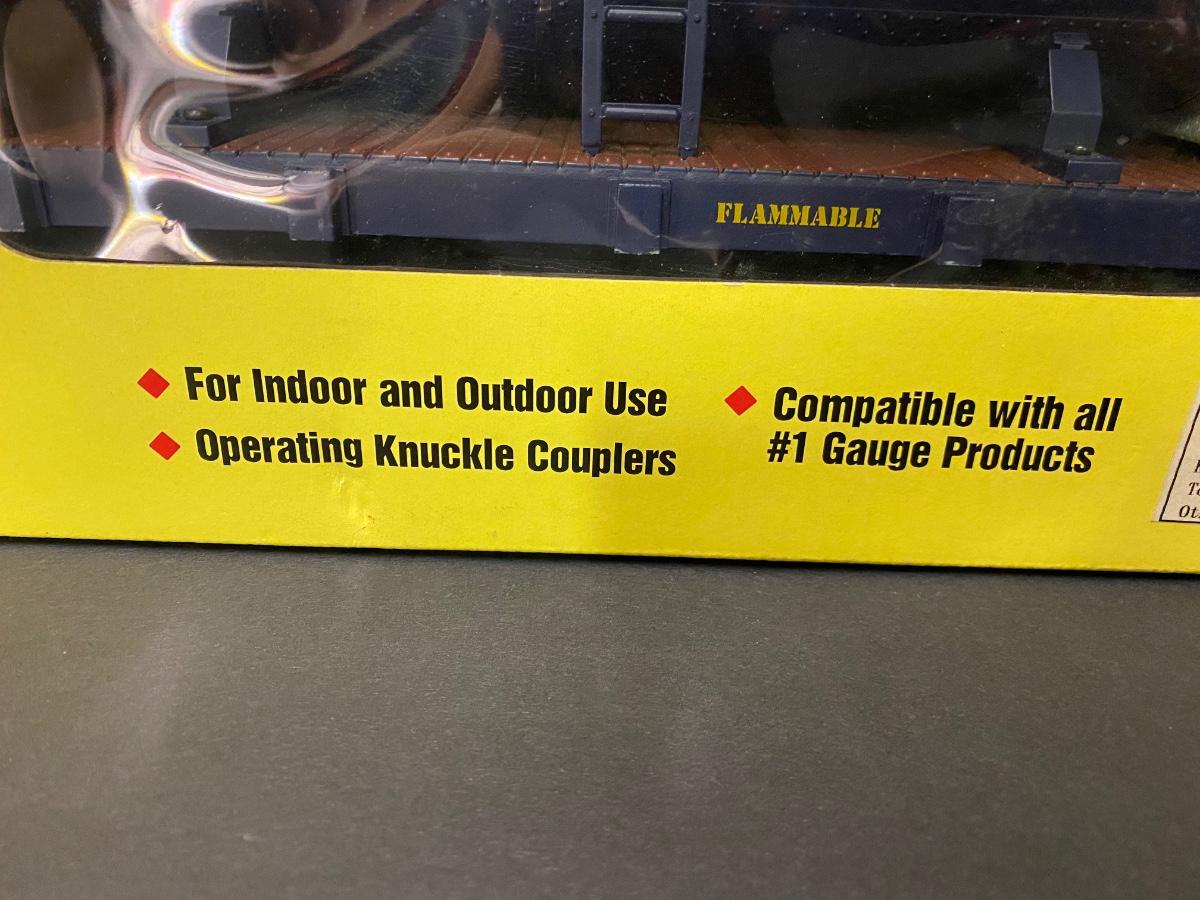 FLAMMABLE
For Indoor and Outdoor Use
Operating Knuckle Couplers
Compatible with all
#1 Gauge Products